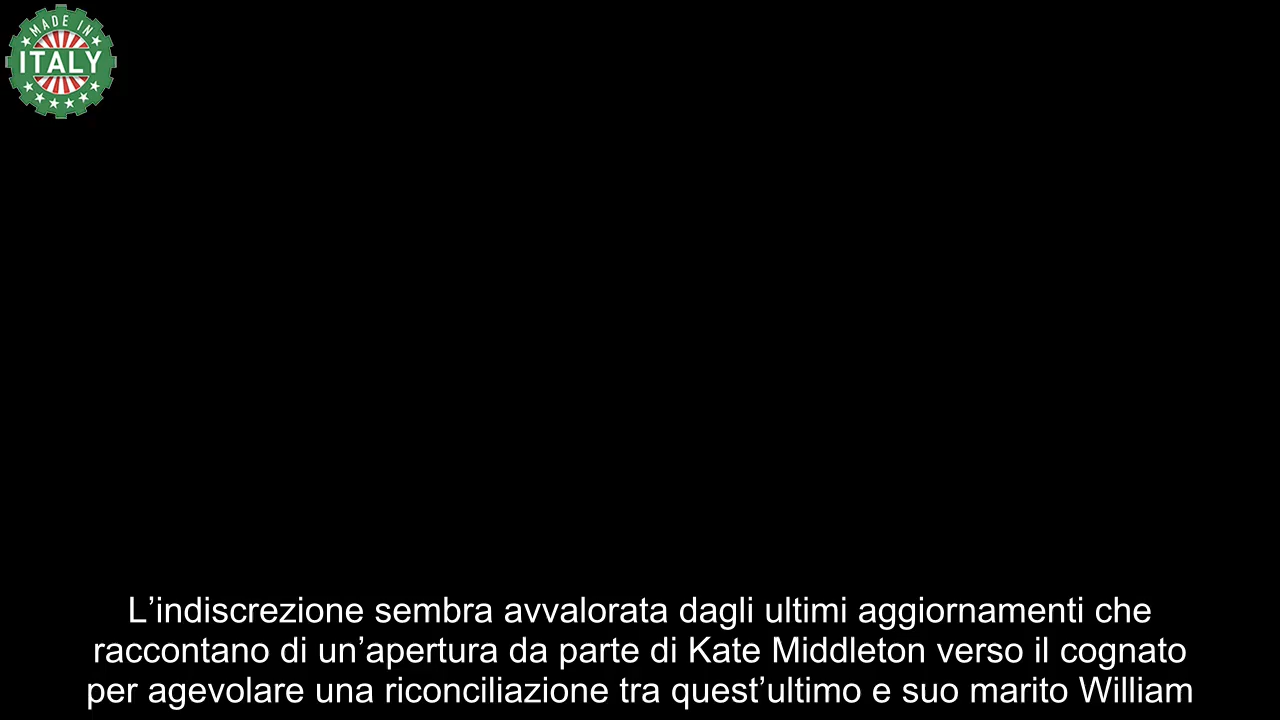 MADE IN
ITALY
L’indiscrezione sembra avvalorata dagli ultimi aggiornamenti che
raccontano di un’apertura da parte di Kate Middleton verso il cognato
per agevolare una riconciliazione tra quest’ultimo e suo marito William